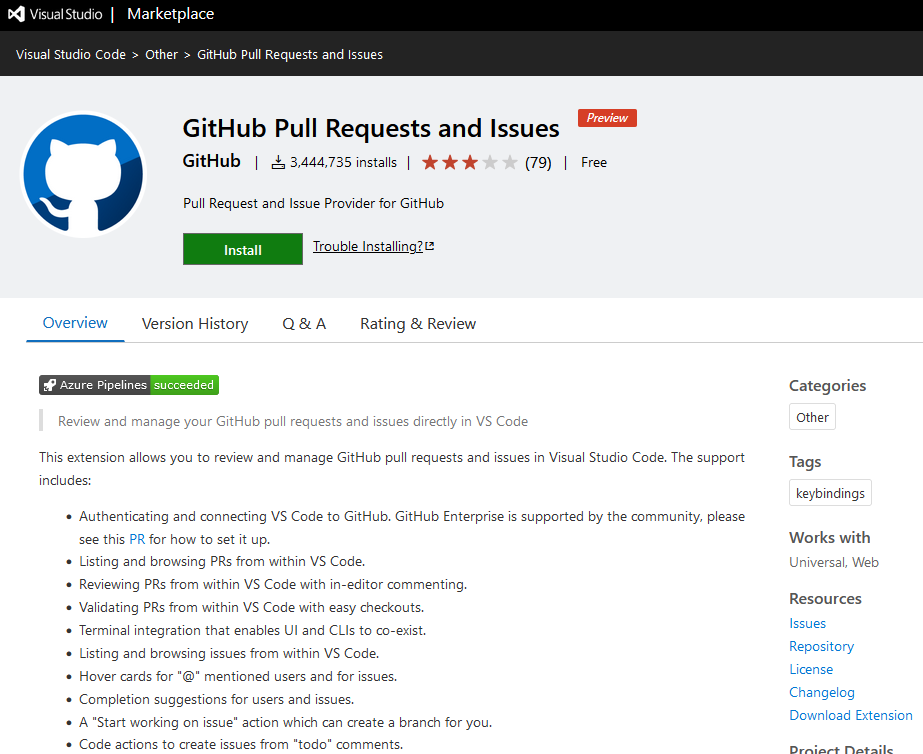 Visual Studio | Marketplace
Visual Studio Code > Other > GitHub Pull Requests and Issues
GitHub Pull Requests and Issues Preview
GitHub | 3,444,735 installs | (79) | Free
Pull Request and Issue Provider for GitHub
Install Trouble Installing?
Overview Version History Q & A Rating & Review
Azure Pipelines succeeded
Review and manage your GitHub pull requests and issues directly in VS Code
This extension allows you to review and manage GitHub pull requests and issues in Visual Studio Code. The support
includes:
• Authenticating and connecting VS Code to GitHub. GitHub Enterprise is supported by the community, please
see this PR for how to set it up.
• Listing and browsing PRs from within VS Code.
• Reviewing PRs from within VS Code with in-editor commenting.
• Validating PRs from within VS Code with easy checkouts.
• Terminal integration that enables UI and CLIs to co-exist.
• Listing and browsing issues from within VS Code.
• Hover cards for "@" mentioned users and for issues.
• Completion suggestions for users and issues.
• A "Start working on issue" action which can create a branch for you.
• Code actions to create issues from "todo" comments.
Categories
Other
Tags
keybindings
Works with
Universal, Web
Resources
Issues
Repository
License
Changelog
Download Extension
Project Details